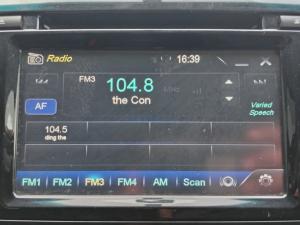 Radio
16:39
FM3
104.8
MHz
the Con
AF
Varied
Speech
104.5
ding the
FM1 FM2 FM3 FM4 AM Scan